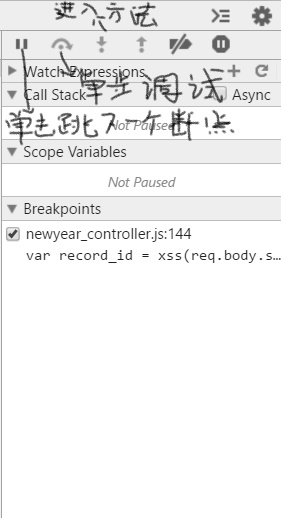 进入方法
Watch Expressions
单步调试
Call Stack
Async
单击跳下一个断点
Not Paused
Scope Variables
Not Paused
Breakpoints
newyear_controller.js:144
var record_id = xss(req.body.s…